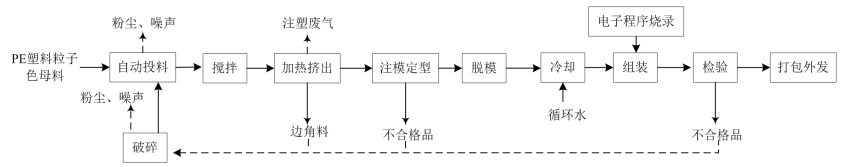 电子程序烧录
粉尘、噪声
注塑废气
PE塑料粒子
色母料
自动投料
搅拌
加热挤出
注模定型
脱模
冷却
组装
检验
打包外发
粉尘、噪声
循环水
边角料
不合格品
不合格品
破碎